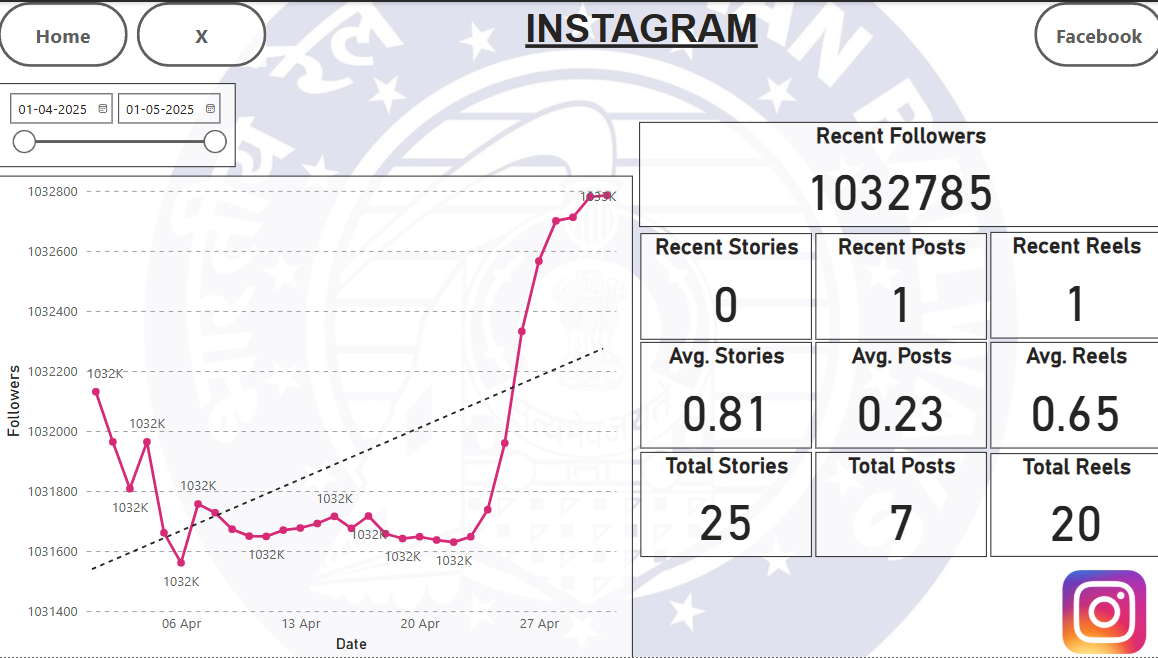 Home
X
INSTAGRAM
Facebook
01-04-2025
01-05-2025
Recent Followers
1032785
Recent Stories
0
Recent Posts
1
Recent Reels
1
Avg. Stories
0.81
Avg. Posts
0.23
Avg. Reels
0.65
Total Stories
25
Total Posts
7
Total Reels
20
Followers
1032800
1032600
1032400
1032200
1032000
1031800
1031600
1031400
1032K
1032K
1032K
1032K
1032K
1032K
1032K
1032K
1032K
1032K
1033K
06 Apr
13 Apr
20 Apr
27 Apr
Date